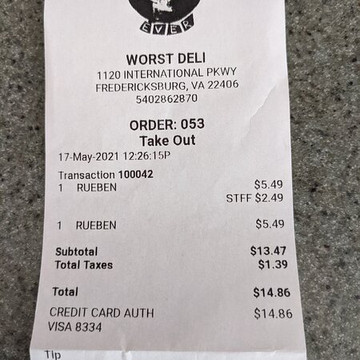 EVER
WORST DELI
1120 INTERNATIONAL PKWY
FREDERICKSBURG, VA 22406
5402862870
ORDER: 053
Take Out
17-May-2021 12:26:15P
Transaction 100042
1 RUEBEN $5.49
STFF $2.49
1 RUEBEN $5.49
Subtotal $13.47
Total Taxes $1.39
Total $14.86
CREDIT CARD AUTH $14.86
VISA 8334
Tip